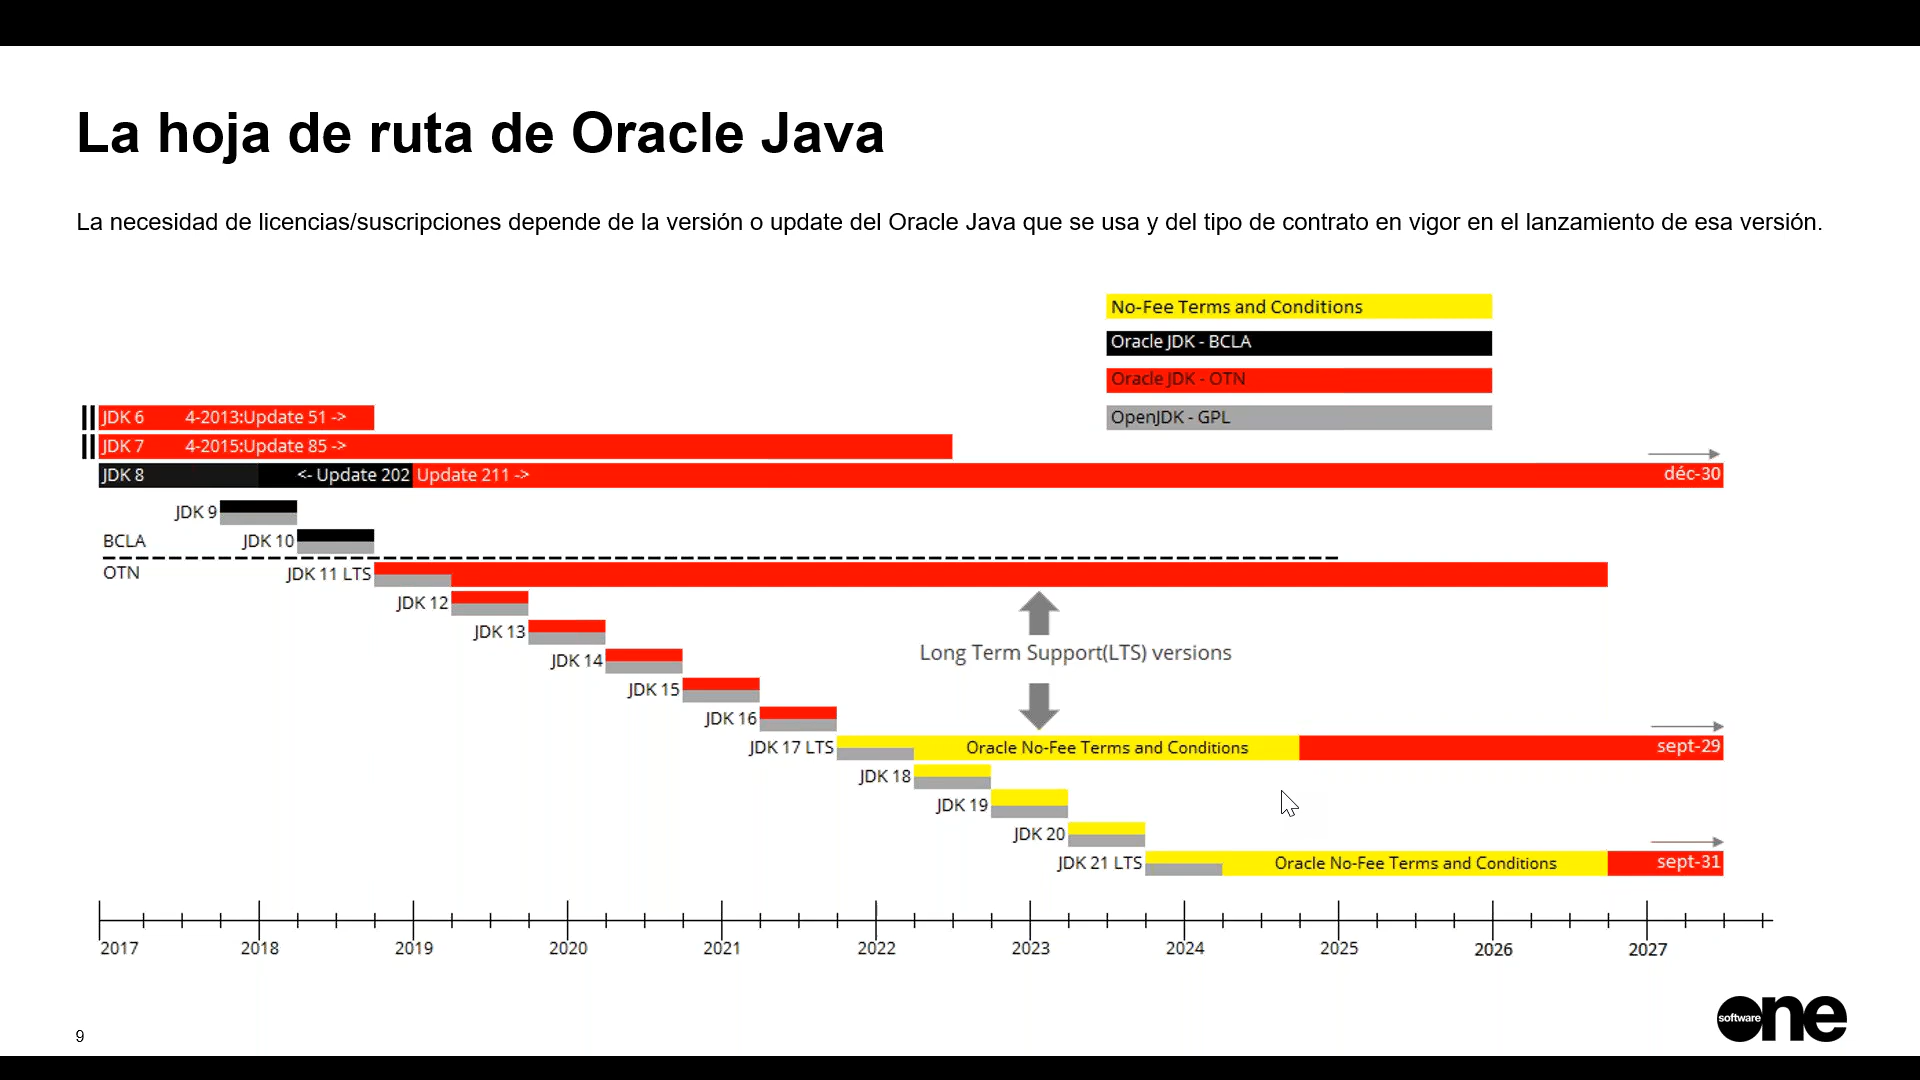 La hoja de ruta de Oracle Java
La necesidad de licencias/suscripciones depende de la versión o update del Oracle Java que se usa y del tipo de contrato en vigor en el lanzamiento de esa versión.
No-Fee Terms and Conditions
Oracle JDK - BCLA
Oracle JDK - OTN
OpenJDK - GPL
JDK 6 4-2013:Update 51 ->
JDK 7 4-2015:Update 85 ->
JDK 8 <- Update 202 Update 211 -> déc-30
JDK 9
BCLA JDK 10
OTN JDK 11 LTS
JDK 12
JDK 13
Long Term Support(LTS) versions
JDK 14
JDK 15
JDK 16
JDK 17 LTS Oracle No-Fee Terms and Conditions sept-29
JDK 18
JDK 19
JDK 20
JDK 21 LTS Oracle No-Fee Terms and Conditions sept-31
2017 2018 2019 2020 2021 2022 2023 2024 2025 2026 2027
9
software one